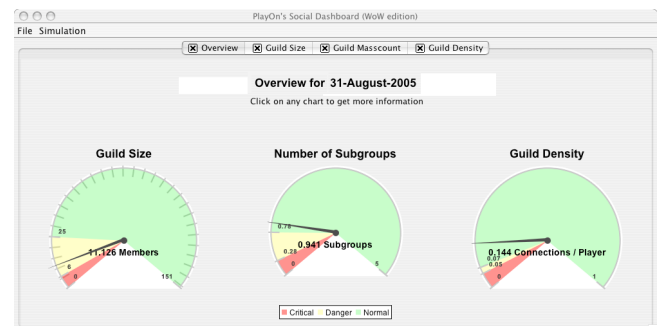 PlayOn's Social Dashboard (WoW edition)
File Simulation
Overview Guild Size Guild Masscount Guild Density
Overview for 31-August-2005
Click on any chart to get more information
Guild Size Number of Subgroups Guild Density
25
6
0
151
11.126 Members
0.76
0.25
0
5
0.941 Subgroups
0.07
0.05
0
1
0.144 Connections / Player
Critical Danger Normal